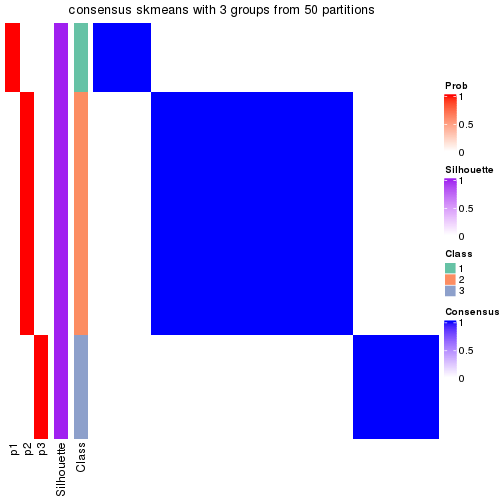 consensus skmeans with 3 groups from 50 partitions
Prob
1
0.5
0
Silhouette
1
0.5
0
Class
1
2
3
Consensus
1
0.5
0
p1
p2
p3
Silhouette
Class